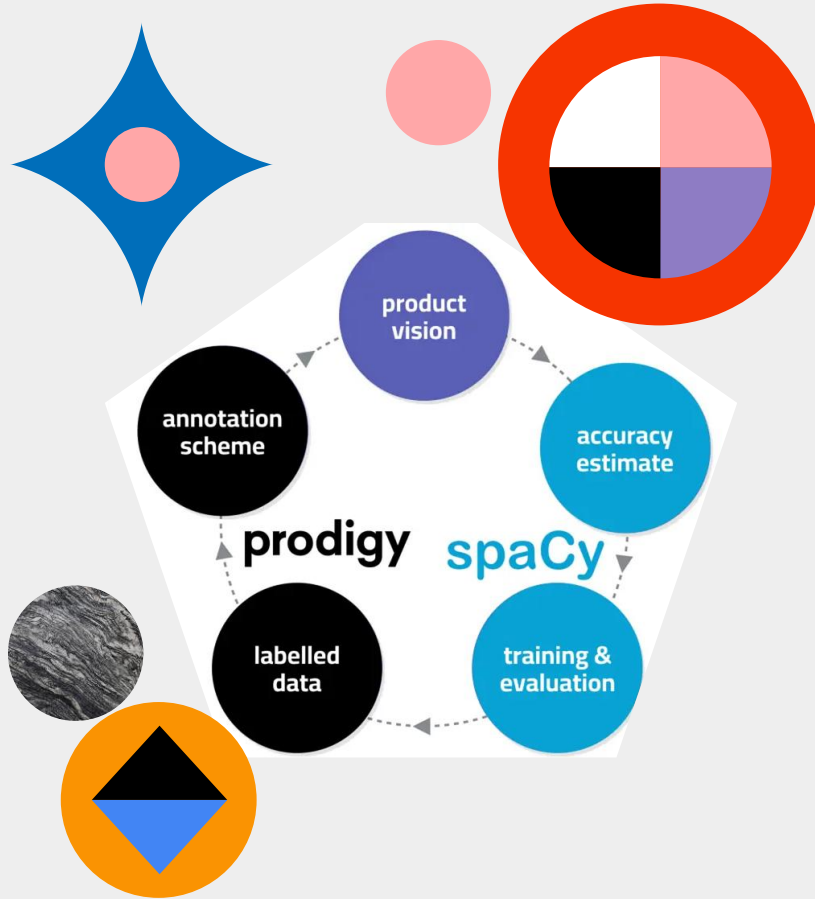 product
vision
annotation
scheme
accuracy
estimate
prodigy
spaCy
labelled
data
training &
evaluation